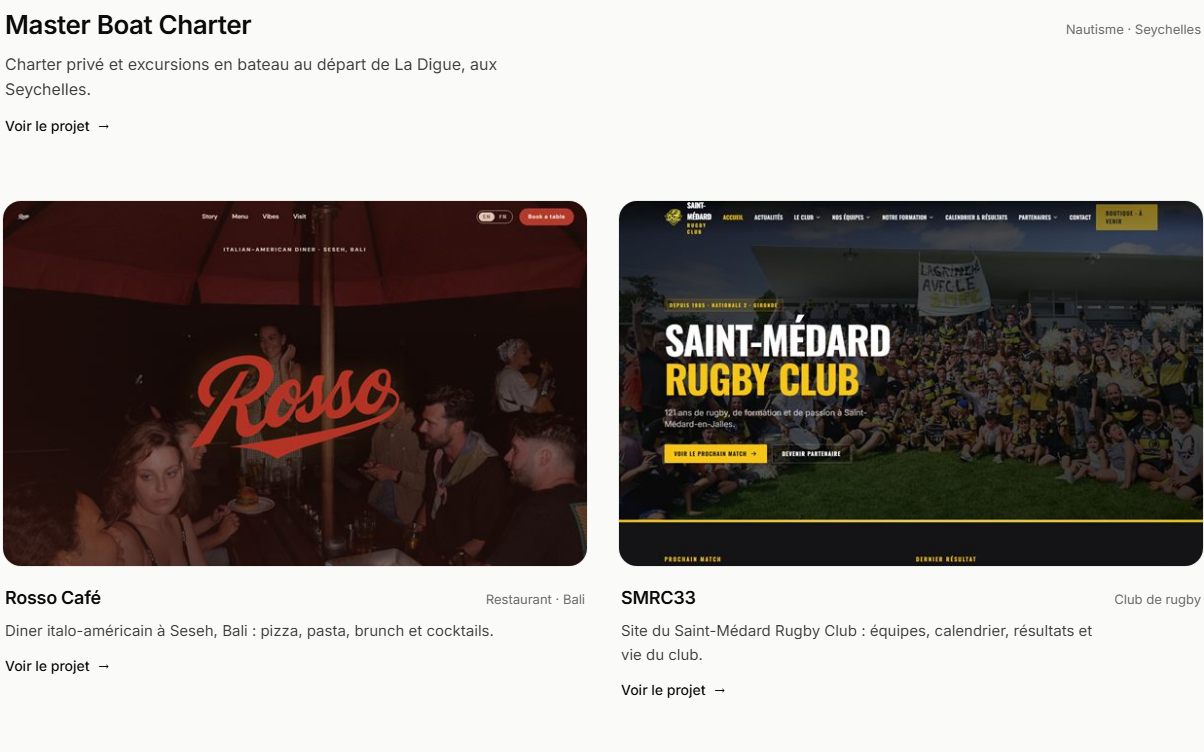 Master Boat Charter
Nautisme · Seychelles
Charter privé et excursions en bateau au départ de La Digue, aux
Seychelles.
Voir le projet →
Story Menu Vibes Visit
EN FR
Book a table
ITALIAN-AMERICAN DINER · SESEH, BALI
Rosso
Rosso Café
Restaurant · Bali
Diner italo-américain à Seseh, Bali : pizza, pasta, brunch et cocktails.
Voir le projet →
SAINT-
MÉDARD
RUGBY
CLUB
ACCUEIL ACTUALITÉS LE CLUB NOS ÉQUIPES NOTRE FORMATION CALENDRIER & RÉSULTATS PARTENAIRES CONTACT
BOUTIQUE · À
VENIR
DEPUIS 1905 · NATIONALE 2 · GIRONDE
SAINT-MÉDARD
RUGBY CLUB
121 ans de rugby, de formation et de passion à Saint-
Médard-en-Jalles.
VOIR LE PROCHAIN MATCH →
DEVENIR PARTENAIRE
PROCHAIN MATCH
DERNIER RÉSULTAT
SMRC33
Club de rugby
Site du Saint-Médard Rugby Club : équipes, calendrier, résultats et
vie du club.
Voir le projet →